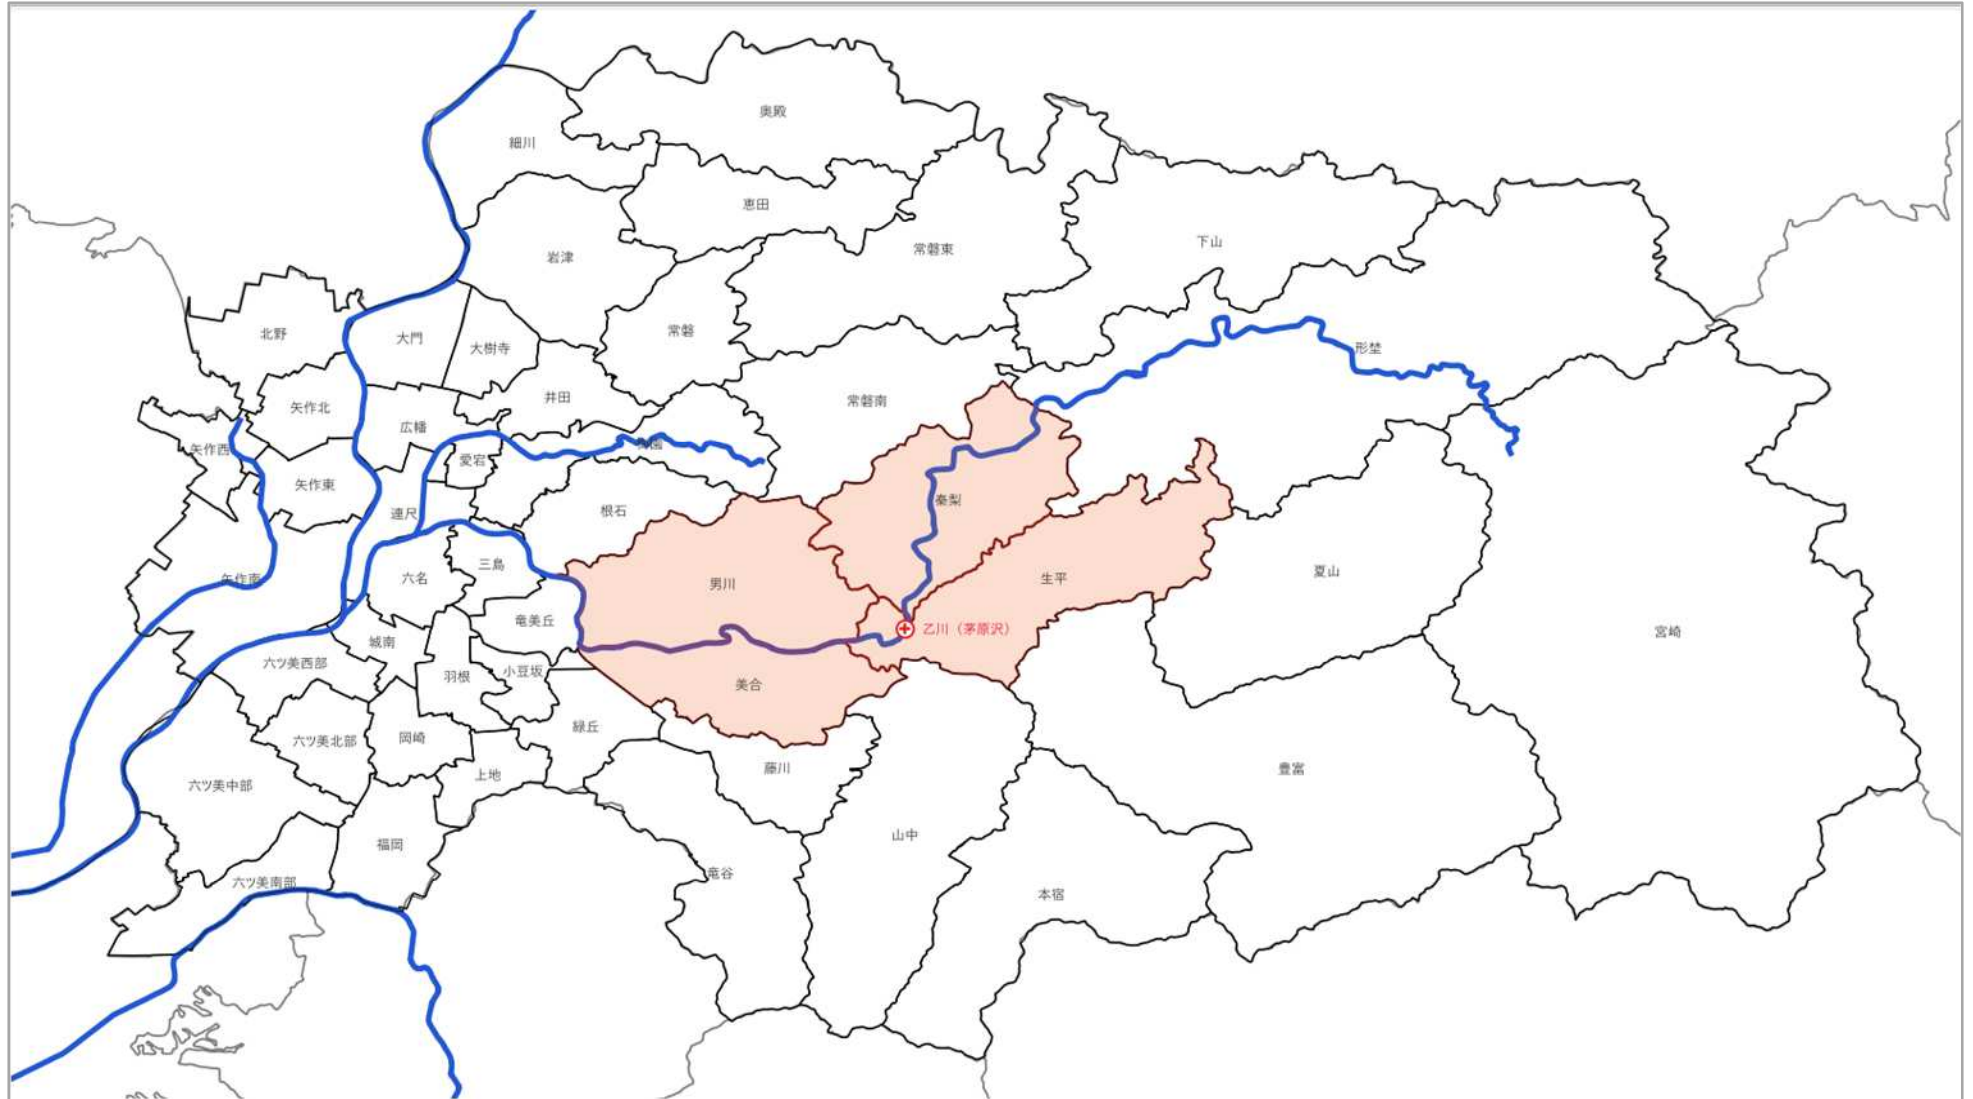 奥殿
細川
恵田
常磐東
下山
岩津
北野
大門
大樹寺
常磐
形埜
井田
常磐南
矢作北
広幡
矢作西
愛宕
矢作東
連尺
根石
秦梨
三島
六名
矢作南
男川
生平
夏山
竜美丘
乙川（茅原沢）
宮崎
城南
六ツ美西部
羽根
小豆坂
美合
緑丘
六ツ美北部
岡崎
藤川
豊富
上地
六ツ美中部
山中
福岡
竜谷
六ツ美南部
本宿